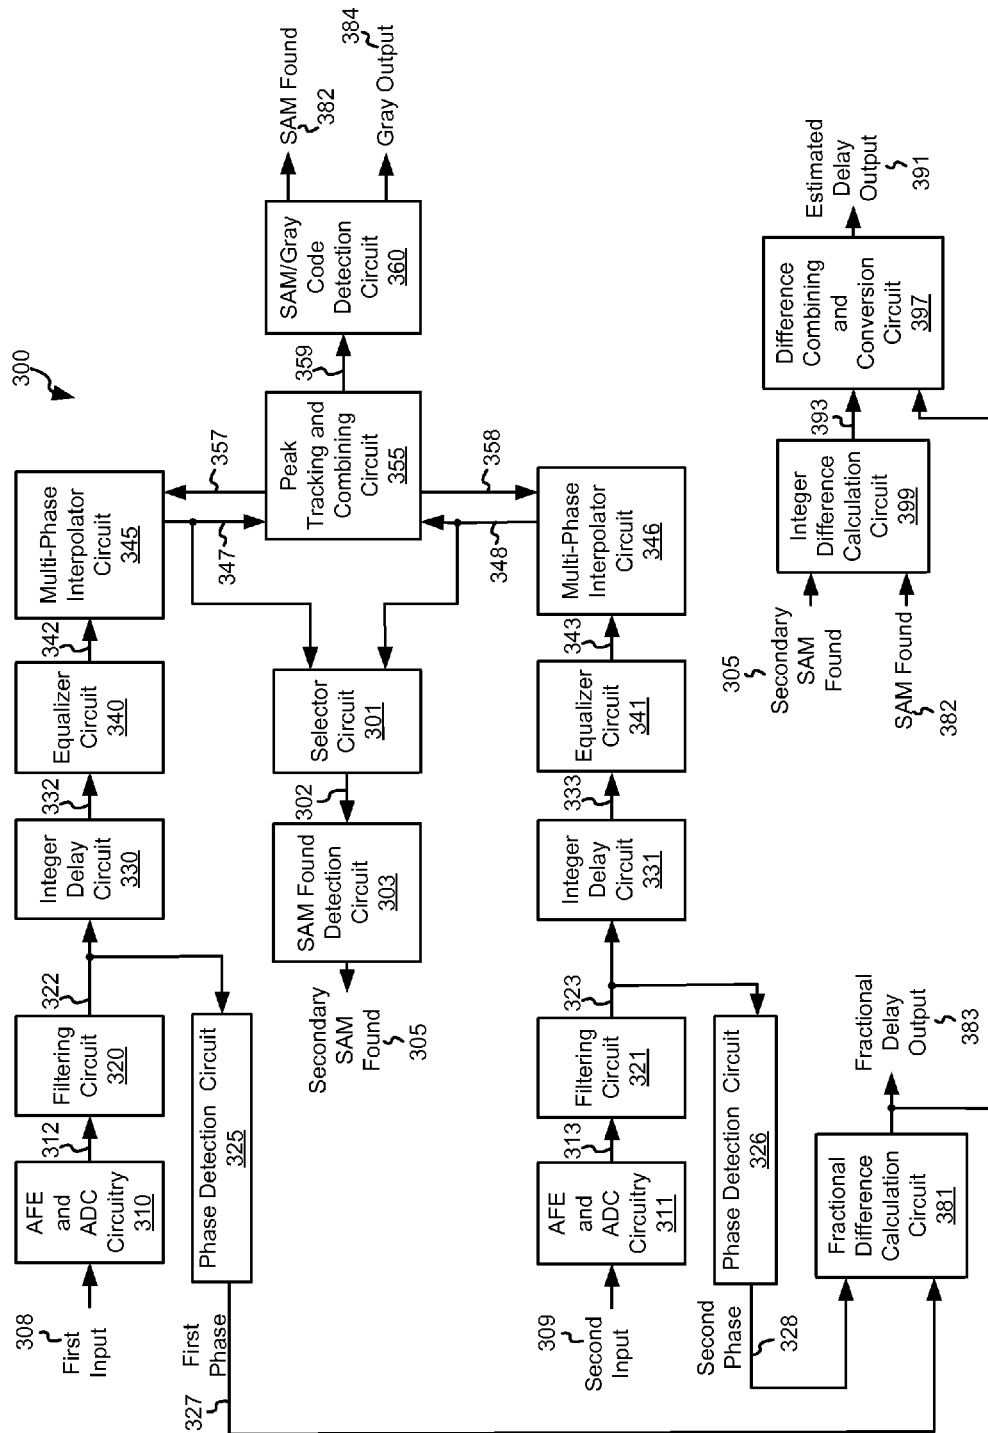 300
308
First
Input
AFE
and
ADC
Circuitry
310
312
Filtering
Circuit
320
322
Integer
Delay
Circuit
330
332
Equalizer
Circuit
340
342
Multi-Phase
Interpolator
Circuit
345
Phase Detection Circuit
325
First
Phase
327
347
357
Peak
Tracking and
Combining
Circuit
355
359
SAM/Gray
Code
Detection
Circuit
360
SAM Found
382
Gray Output
384
Selector
Circuit
301
302
SAM Found
Detection
Circuit
303
Secondary
SAM
Found
305
348
358
309
Second
Input
AFE
and
ADC
Circuitry
311
313
Filtering
Circuit
321
323
Integer
Delay
Circuit
331
333
Equalizer
Circuit
341
343
Multi-Phase
Interpolator
Circuit
346
Phase Detection Circuit
326
Second
Phase
328
Fractional
Difference
Calculation
Circuit
381
Fractional
Delay
Output
383
305
Secondary
SAM
Found
SAM Found
382
Integer
Difference
Calculation
Circuit
399
393
Difference
Combining
and
Conversion
Circuit
397
Estimated
Delay
Output
391